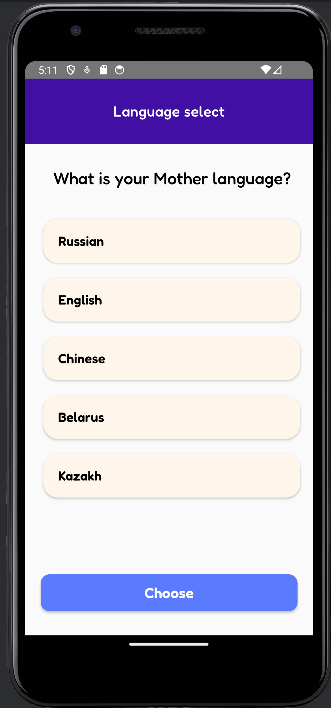 5:11
Language select
What is your Mother language?
Russian
English
Chinese
Belarus
Kazakh
Choose